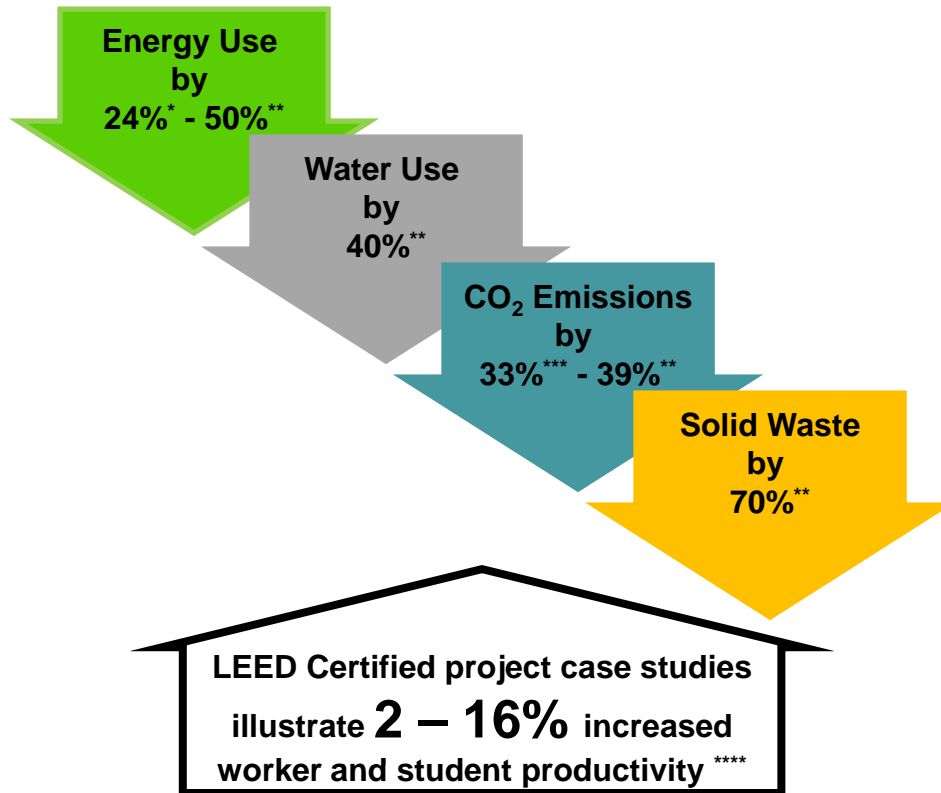 Energy Use
by
24%* - 50%**
Water Use
by
40%**
CO₂ Emissions
by
33%*** - 39%**
Solid Waste
by
70%**
LEED Certified project case studies
illustrate 2 – 16% increased
worker and student productivity ****